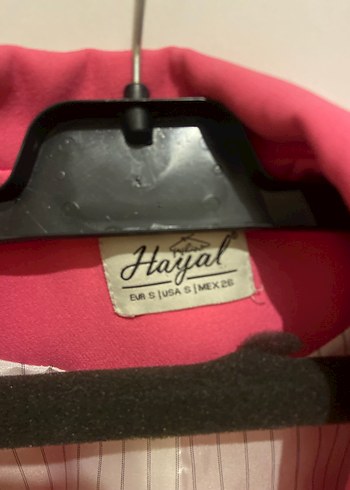 Hayal®
EUR S | USA S | MEX 26